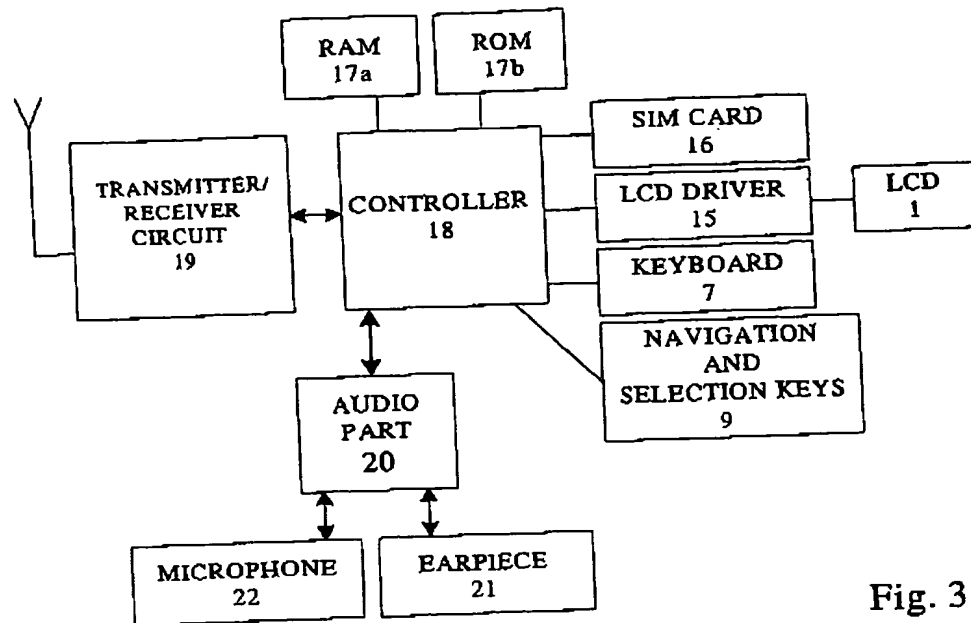 RAM
17a
ROM
17b
SIM CARD
16
TRANSMITTER/
RECEIVER
CIRCUIT
19
CONTROLLER
18
LCD DRIVER
15
LCD
1
KEYBOARD
7
NAVIGATION
AND
SELECTION KEYS
9
AUDIO
PART
20
MICROPHONE
22
EARPIECE
21
Fig. 3